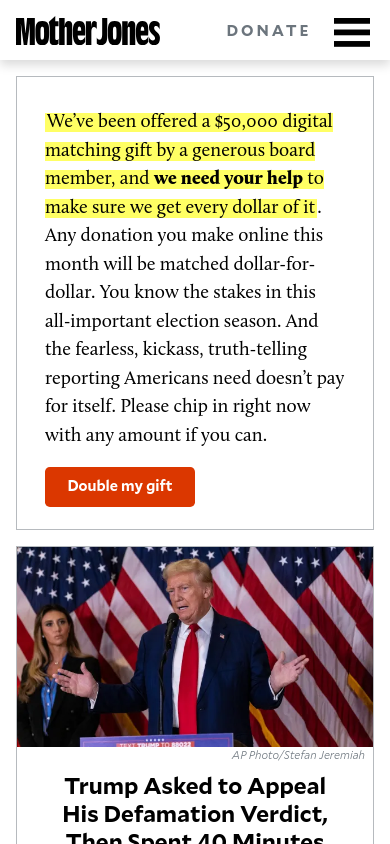 Mother Jones
DONATE
We've been offered a $50,000 digital
matching gift by a generous board
member, and we need your help to
make sure we get every dollar of it.
Any donation you make online this
month will be matched dollar-for-
dollar. You know the stakes in this
all-important election season. And
the fearless, kickass, truth-telling
reporting Americans need doesn't pay
for itself. Please chip in right now
with any amount if you can.
Double my gift
TEXT TRUMP TO 88022
AP Photo/Stefan Jeremiah
Trump Asked to Appeal
His Defamation Verdict,
Then Spent 40 Minutes